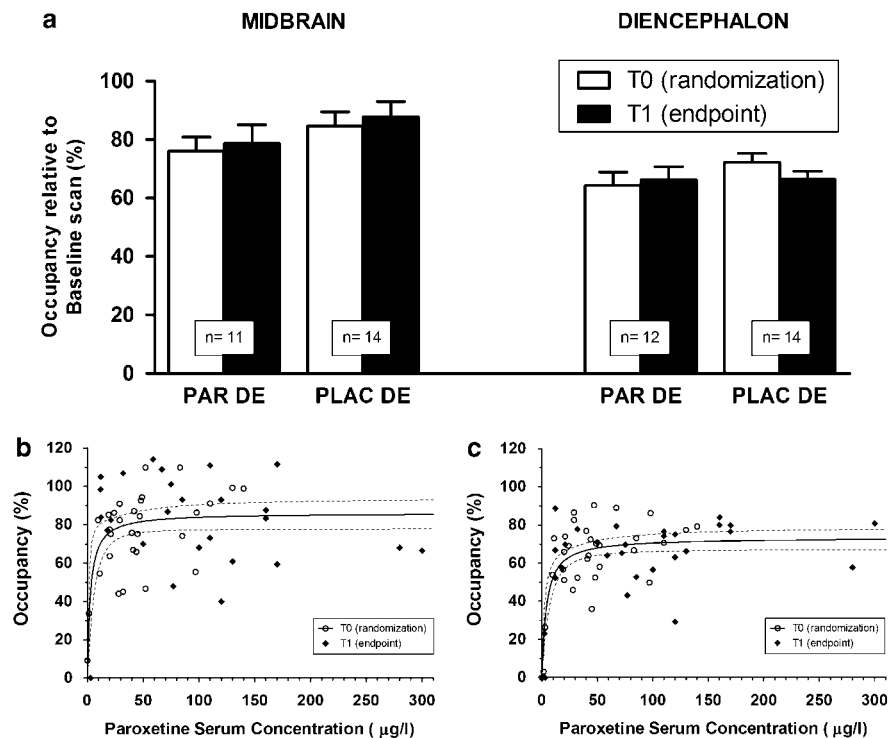 a
MIDBRAIN
DIENCEPHALON
Occupancy relative to
Baseline scan (%)
100
80
60
40
20
0
T0 (randomization)
T1 (endpoint)
n= 11
n= 14
n= 12
n= 14
PAR DE
PLAC DE
PAR DE
PLAC DE
b
Occupancy (%)
120
100
80
60
40
20
0
T0 (randomization)
T1 (endpoint)
0
50
100
150
200
250
300
Paroxetine Serum Concentration ( μg/l)
c
Occupancy (%)
120
100
80
60
40
20
0
T0 (randomization)
T1 (endpoint)
0
50
100
150
200
250
300
Paroxetine Serum Concentration ( μg/l)